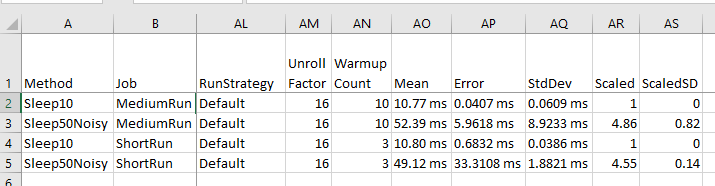 A AL AM AN AO AP AQ AR AS
Unroll Warmup
1 Method Job RunStrategy Factor Count Mean Error StdDev Scaled ScaledSD
2 Sleep10 MediumRun Default 16 10 10.77 ms 0.0407 ms 0.0609 ms 1 0
3 Sleep50Noisy MediumRun Default 16 10 52.39 ms 5.9618 ms 8.9233 ms 4.86 0.82
4 Sleep10 ShortRun Default 16 3 10.80 ms 0.6832 ms 0.0386 ms 1 0
5 Sleep50Noisy ShortRun Default 16 3 49.12 ms 33.3108 ms 1.8821 ms 4.55 0.14